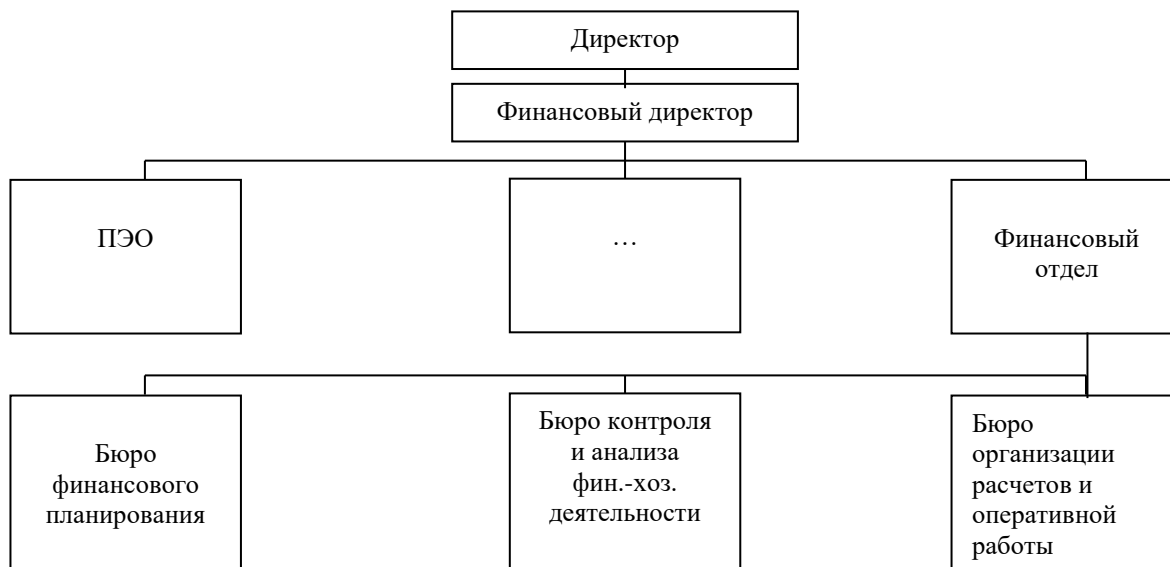 Директор
Финансовый директор
ПЭО
…
Финансовый
отдел
Бюро
финансового
планирования
Бюро контроля
и анализа
фин.-хоз.
деятельности
Бюро
организации
расчетов и
оперативной
работы